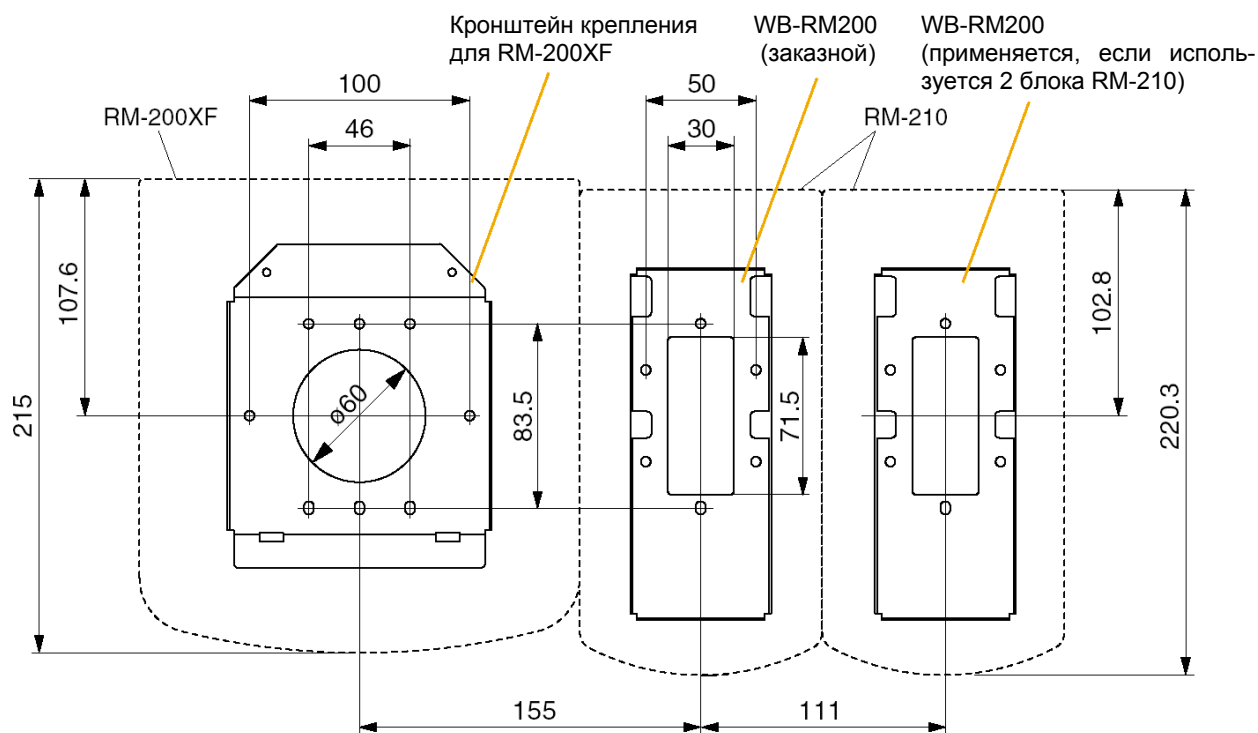 Кронштейн крепления
для RM-200XF
WB-RM200
(заказной)
WB-RM200
(применяется, если исполь-
зуется 2 блока RM-210)
100
50
RM-200XF
RM-210
46
30
107.6
102.8
215
ø60
83.5
71.5
220.3
155
111